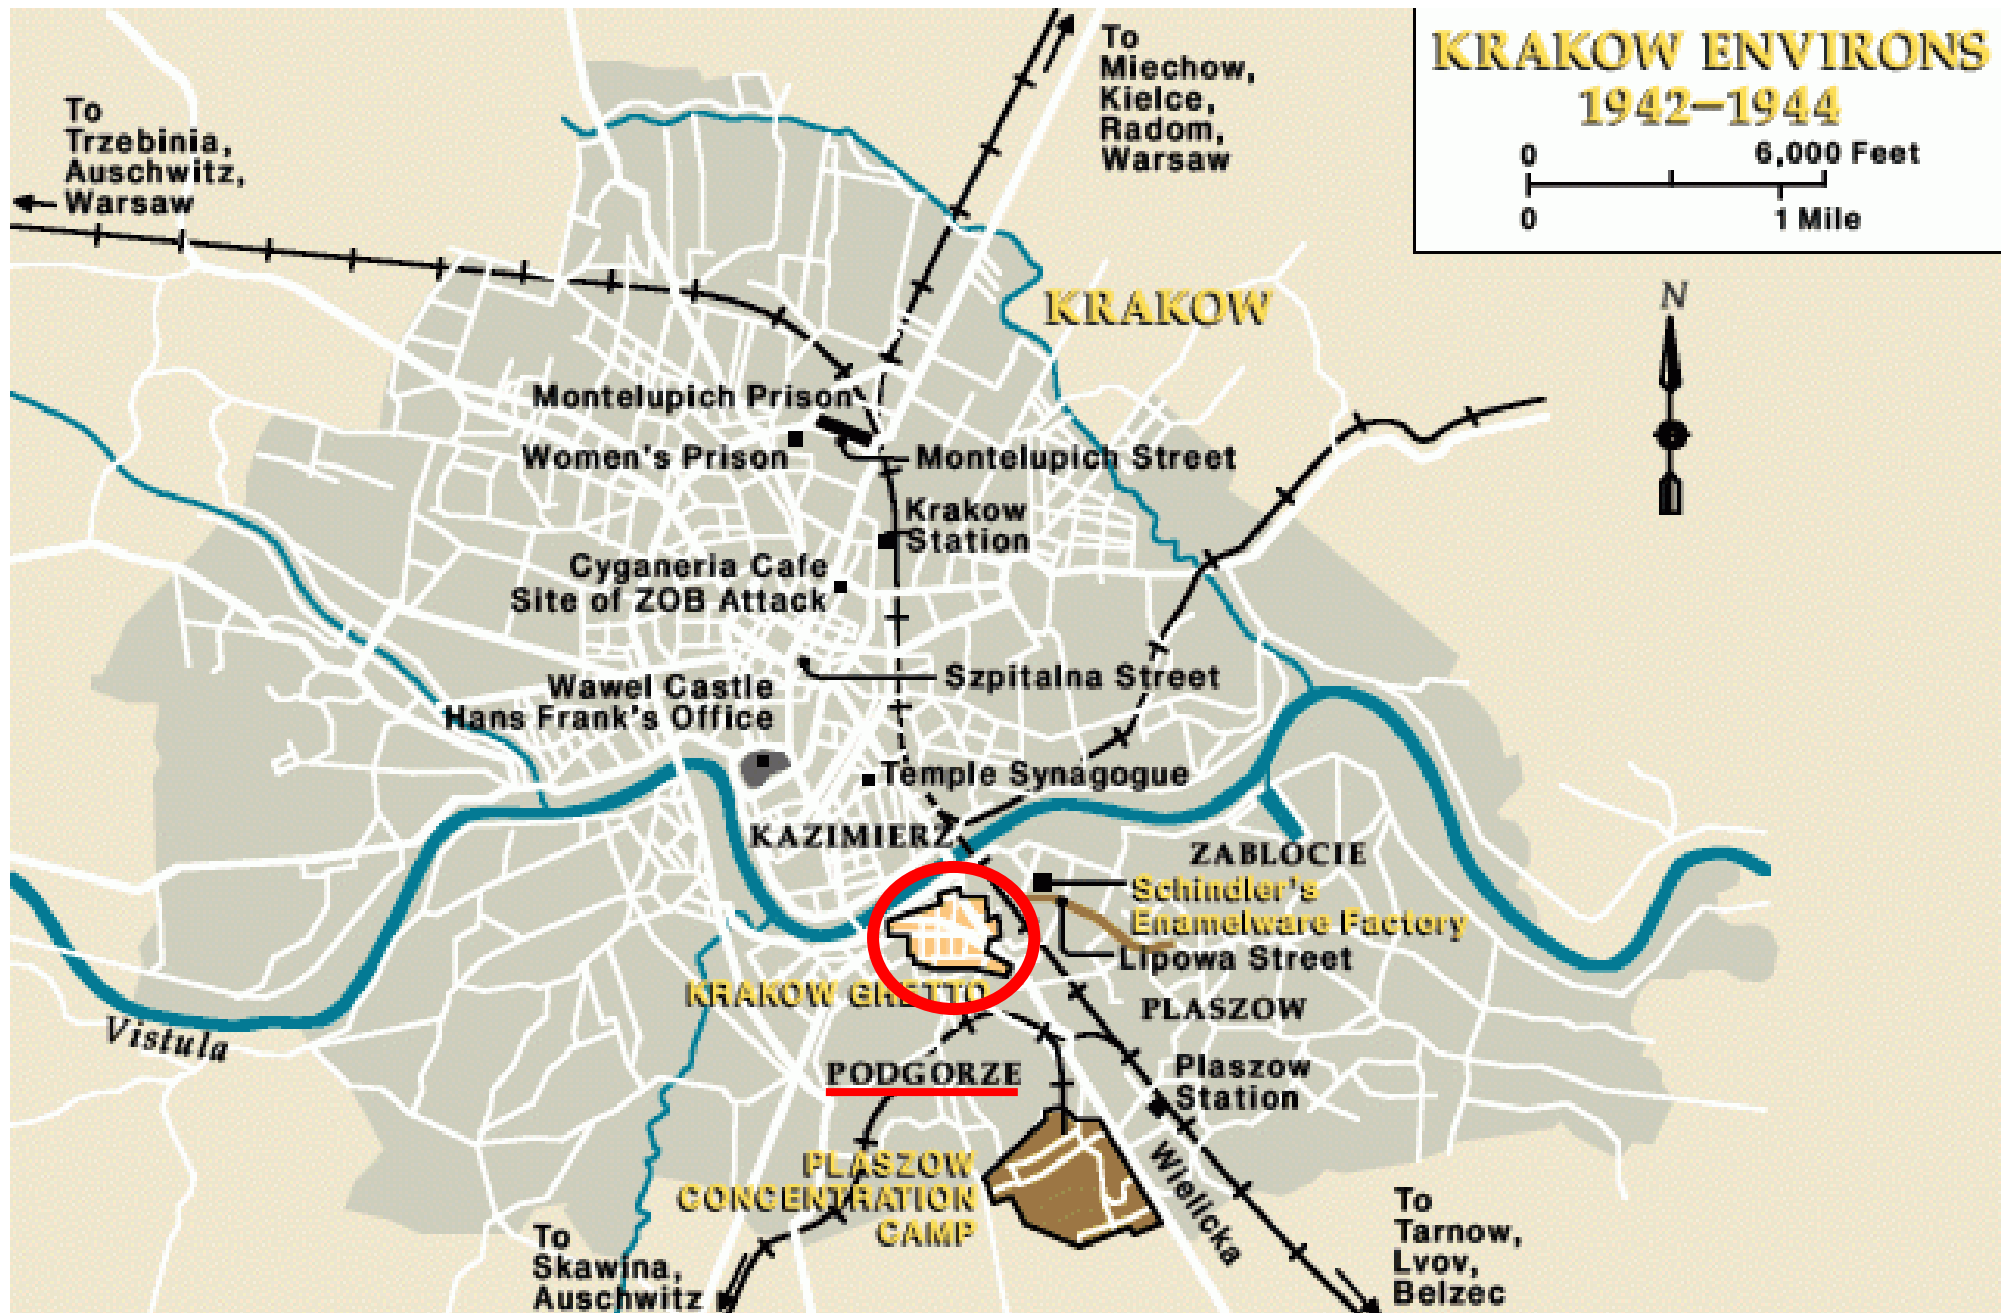 KRAKOW ENVIRONS
1942–1944
0 6,000 Feet
0 1 Mile
To
Miechow,
Kielce,
Radom,
Warsaw
To
Trzebinia,
Auschwitz,
Warsaw
N
KRAKOW
Montelupich Prison
Women's Prison
Montelupich Street
Krakow
Station
Cyganeria Cafe
Site of ZOB Attack
Szpitalna Street
Wawel Castle
Hans Frank's Office
Temple Synagogue
KAZIMIERZ
ZABLOCIE
Schindler's
Enamelware Factory
Lipowa Street
KRAKOW GHETTO
PLASZOW
Vistula
PODGORZE
Plaszow
Station
PLASZOW
CONCENTRATION
CAMP
Wielicka
To
Skawina,
Auschwitz
To
Tarnow,
Lvov,
Belzec